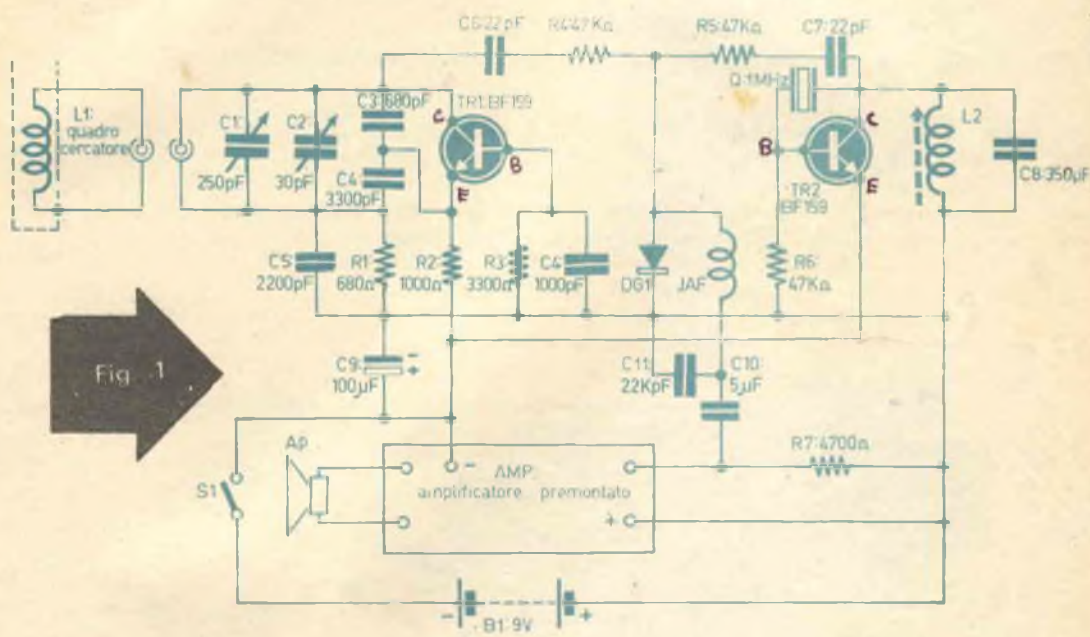 C6:22pF
R4:47KΩ
R5:47KΩ
C7:22pF
Q:1MHz
L1:
quadro
cercatore
C1:
250pF
C2:
30pF
C3:680pF
TR1:BF159
C
B
E
C4
3300pF
B
C
E
TR2
BF159
L2
C8:350µF
C5:
2200pF
R1:
680Ω
R2:
1000Ω
R3:
3300Ω
C4:
1000pF
DG1
JAF
R6:
47KΩ
Fig. 1
C9:
100µF
-
+
C11:
22KpF
C10:
5µF
R7:4700Ω
S1
Ap
-
AMP:
amplificatore premontato
+
- B1:9V +